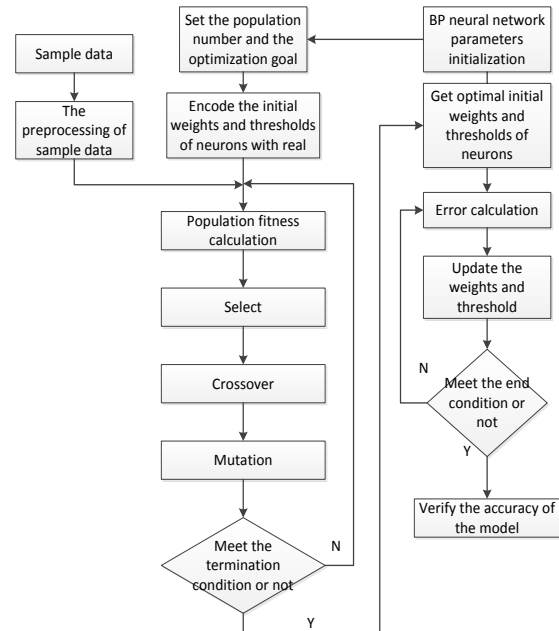 Sample data
The
preprocessing of
sample data
Set the population
number and the
optimization goal
Encode the initial
weights and thresholds
of neurons with real
Population fitness
calculation
Select
Crossover
Mutation
Meet the
termination
condition or not
N
Y
BP neural network
parameters
initialization
Get optimal initial
weights and
thresholds of
neurons
Error calculation
Update the
weights and
threshold
Meet the end
condition or
not
N
Y
Verify the accuracy of
the model